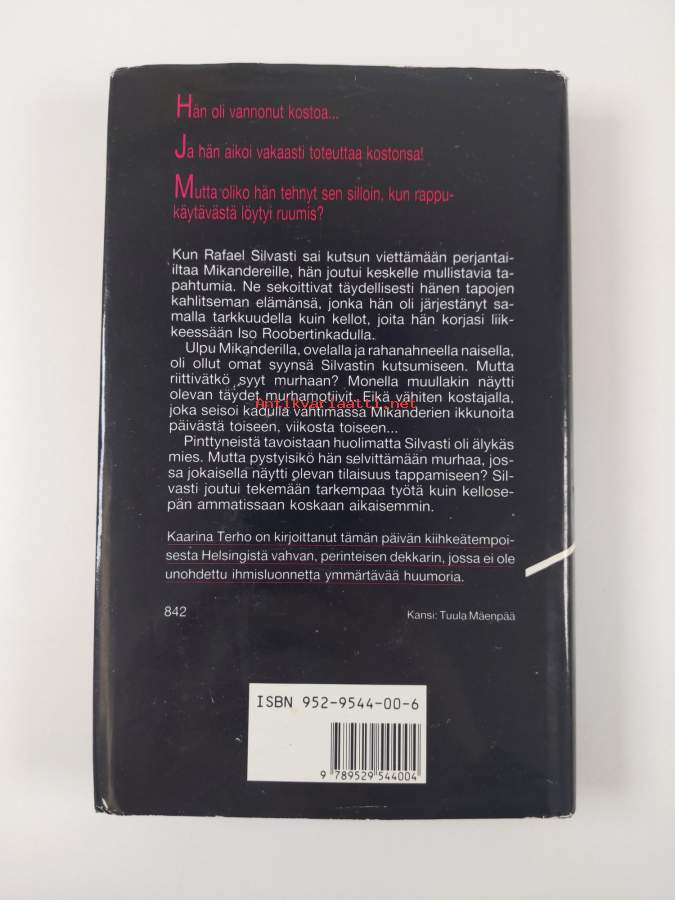 Hän oli vannonut kostoa...
Ja hän aikoi vakaasti toteuttaa kostonsa!
Mutta oliko hän tehnyt sen silloin, kun rappu-
käytävästä löytyi ruumis?
Kun Rafael Silvasti sai kutsun viettämään perjantai-
iltaa Mikandereille, hän joutui keskelle mullistavia ta-
pahtumia. Ne sekoittivat täydellisesti hänen tapojen
kahlitseman elämänsä, jonka hän oli järjestänyt sa-
malla tarkkuudella kuin kellot, joita hän korjasi liik-
keessään Iso Roobertinkadulla.
Ulpu Mikanderilla, ovelalla ja rahanahneella naisella,
oli ollut omat syynsä Silvastin kutsumiseen. Mutta
riittivätkö syyt murhaan? Monella muullakin näytti
olevan täydet murhamotiivit. Eikä vähiten kostajalla,
Antikvariaatti.net
joka seisoi kadulla vahtimassa Mikanderien ikkunoita
päivästä toiseen, viikosta toiseen...
Pinttyneistä tavoistaan huolimatta Silvasti oli älykäs
mies. Mutta pystyisikö hän selvittämään murhaa, jos-
sa jokaisella näytti olevan tilaisuus tappamiseen? Sil-
vasti joutui tekemään tarkempaa työtä kuin kellose-
pän ammatissaan koskaan aikaisemmin.
Kaarina Terho on kirjoittanut tämän päivän kiihkeätempoi-
sesta Helsingistä vahvan, perinteisen dekkarin, jossa ei ole
unohdettu ihmisluonnetta ymmärtävää huumoria.
842
Kansi: Tuula Mäenpää
ISBN 952-9544-00-6
9 789529 544004